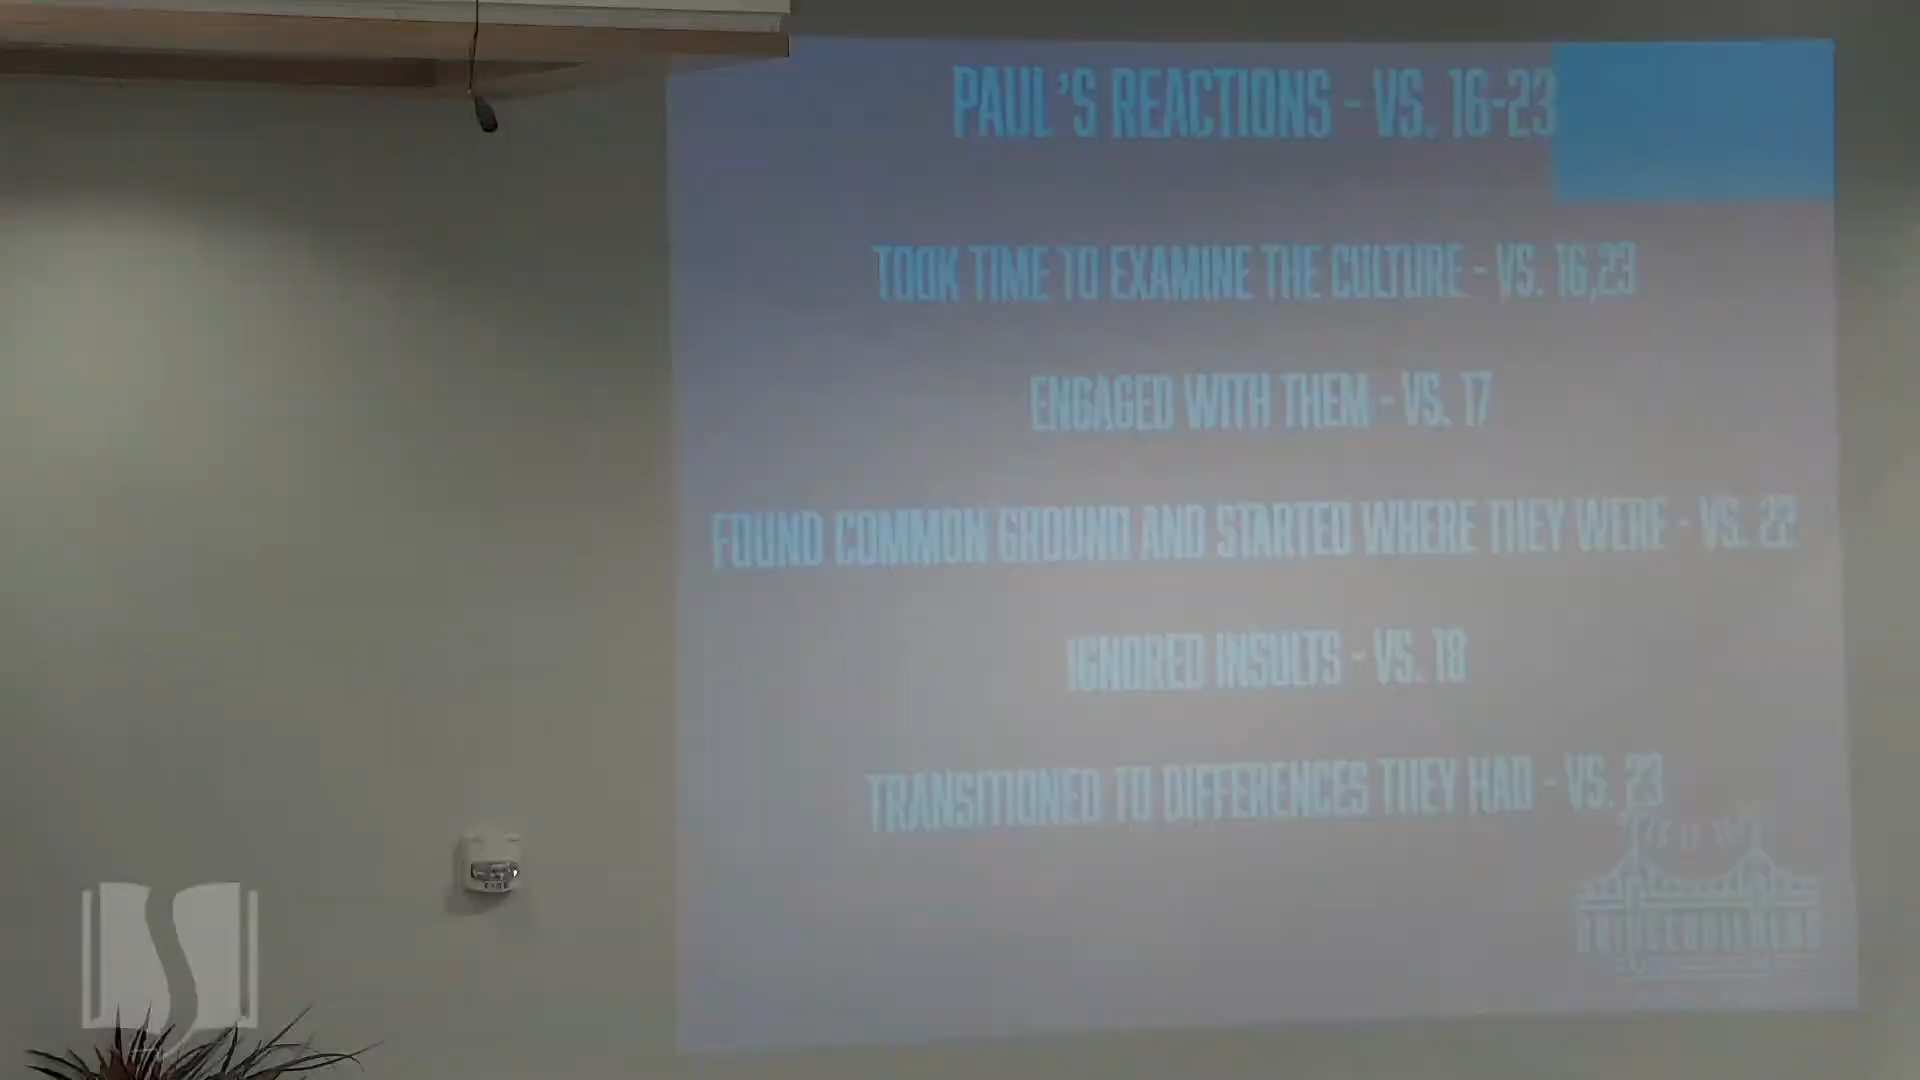 PAUL'S REACTIONS - VS. 16-23
TOOK TIME TO EXAMINE THE CULTURE - VS. 16,23
ENGAGED WITH THEM - VS. 17
FOUND COMMON GROUND AND STARTED WHERE THEY WERE - VS. 22
IGNORED INSULTS - VS. 18
TRANSITIONED TO DIFFERENCES THEY HAD - VS. 23
BRIDGEBUILDERS
FIRE